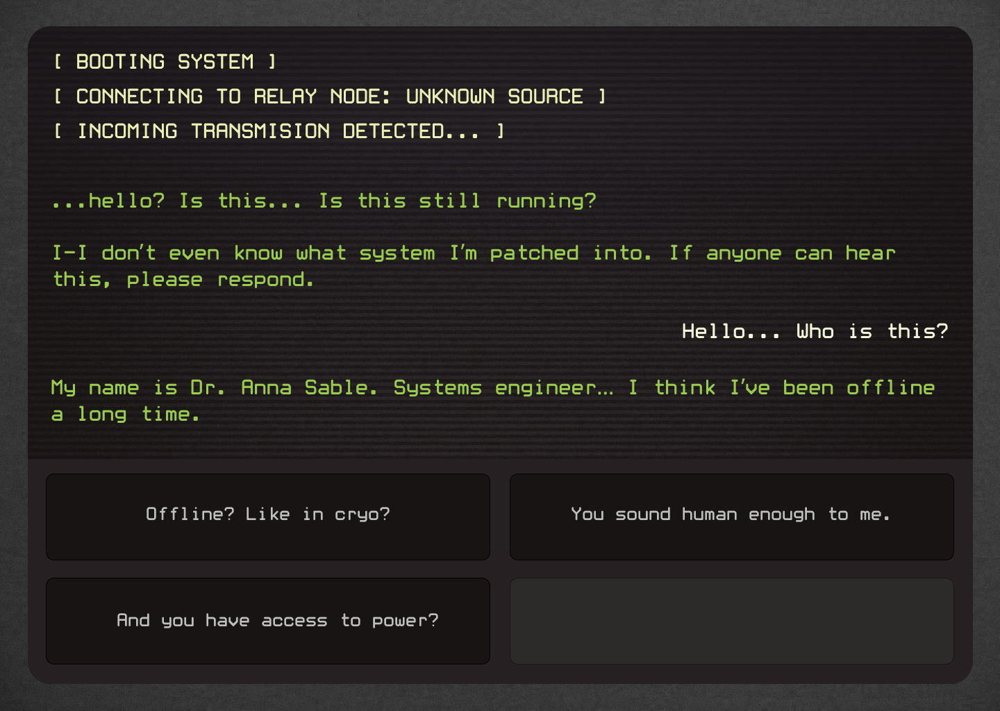 [ BOOTING SYSTEM ]
[ CONNECTING TO RELAY NODE: UNKNOWN SOURCE ]
[ INCOMING TRANSMISION DETECTED... ]
...hello? Is this... Is this still running?
I-I don't even know what system I'm patched into. If anyone can hear
this, please respond.
Hello... Who is this?
My name is Dr. Anna Sable. Systems engineer... I think I've been offline
a long time.
Offline? Like in cryo?
You sound human enough to me.
And you have access to power?